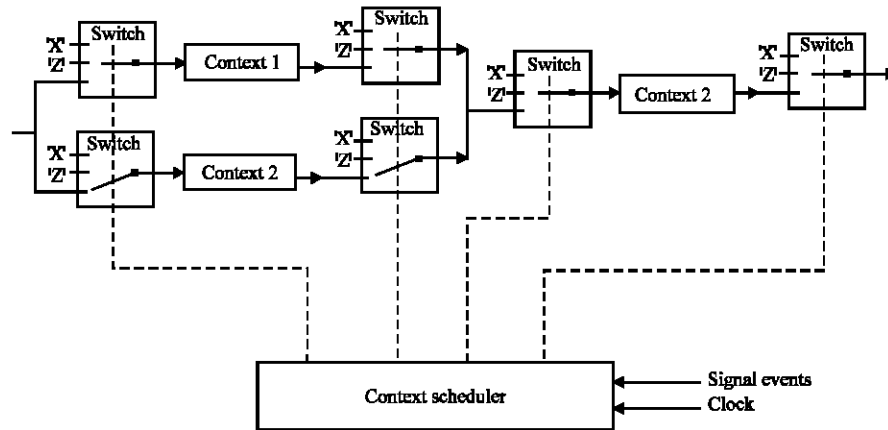 Switch
'X'
'Z'
Context 1
Switch
'X'
'Z'
Switch
'X'
'Z'
Context 2
Switch
'X'
'Z'
Switch
'X'
'Z'
Context 2
Switch
'X'
'Z'
Context scheduler
Signal events
Clock